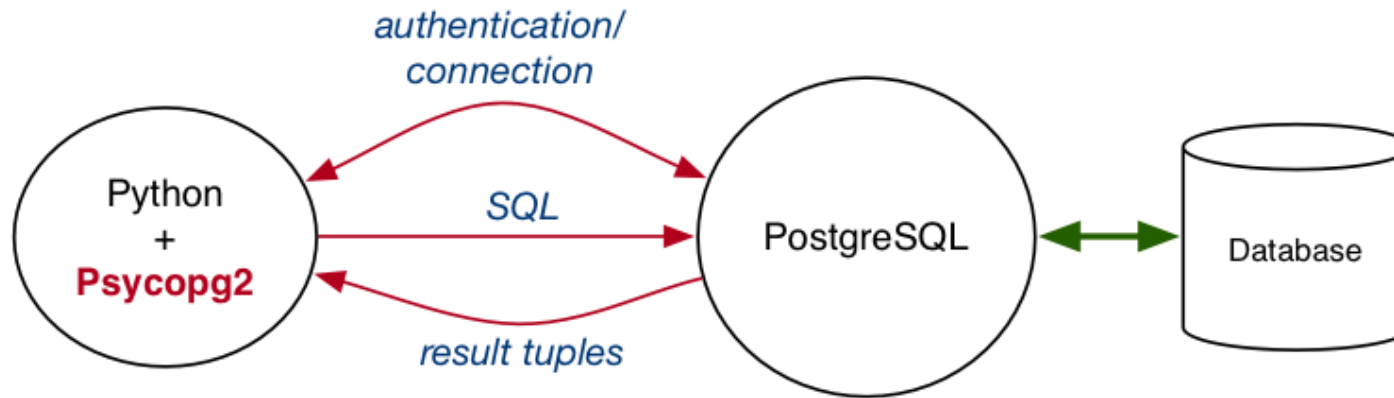 authentication/
connection
Python
+
Psycopg2
SQL
result tuples
PostgreSQL
Database